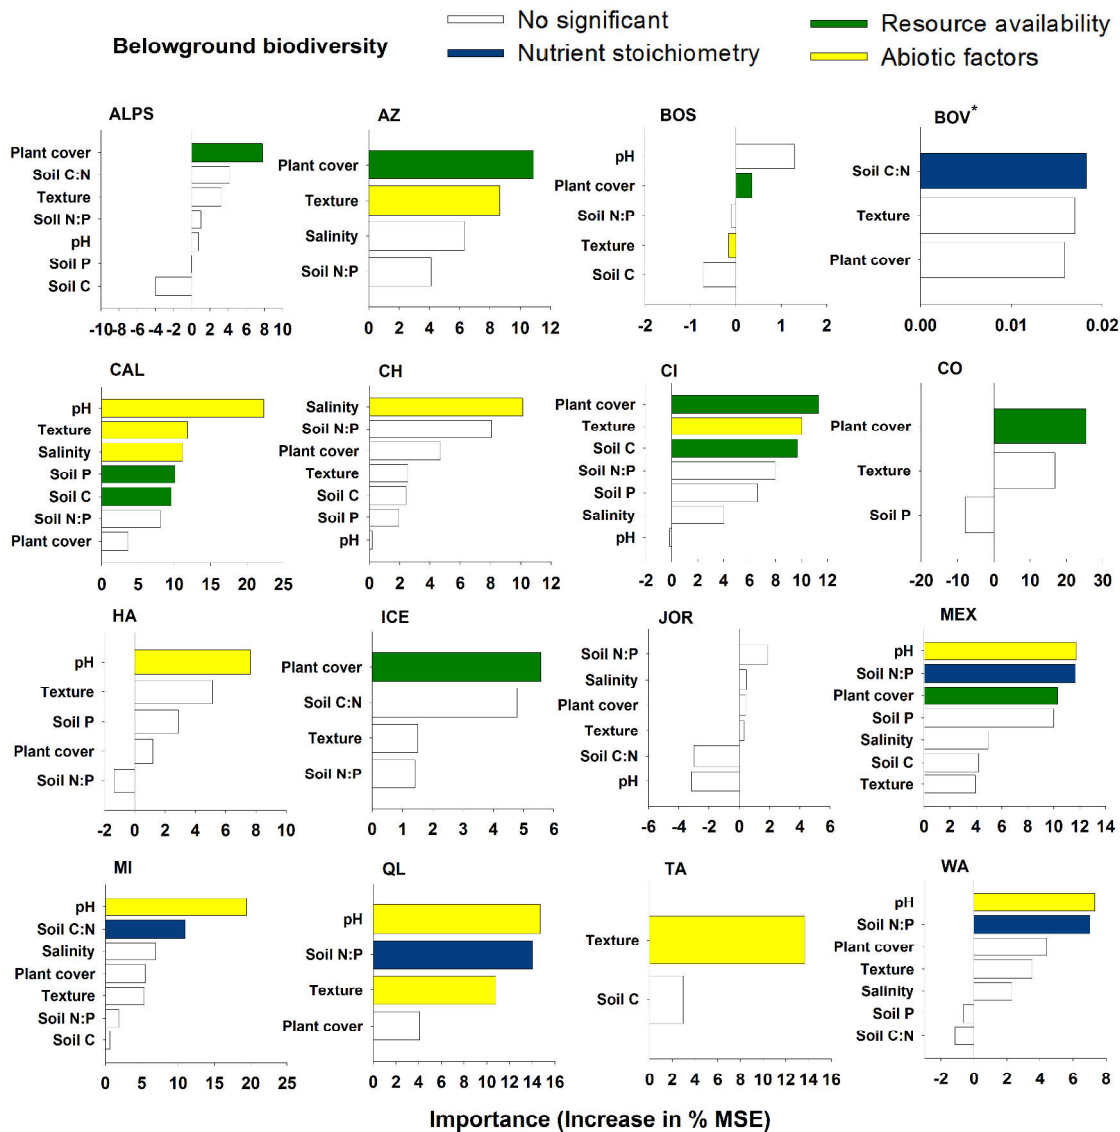 Belowground biodiversity
No significant
Resource availability
Nutrient stoichiometry
Abiotic factors
ALPS
Plant cover
Soil C:N
Texture
Soll N:P
pH
Soil P
Soil C
-10 -8 -6 -4 -2 0 2 4 6 8 10
AZ
Plant cover
Texture
Salinity
Soil N:P
0 2 4 6 8 10 12
BOS
pH
Plant cover
Soil N:P
Texture
Soil C
-2 -1 0 1 2
BOV*
Soil C:N
Texture
Plant cover
0.00 0.01 0.02
CAL
pH
Texture
Salinity
Soil P
Soil C
Soil N:P
Plant cover
0 5 10 15 20 25
CH
Salinity
Soil N:P
Plant cover
Texture
Soil C
Soil P
pH
0 2 4 6 8 10 12
CI
Plant cover
Texture
Soil C
Soil N:P
Soil P
Salinity
pH
-2 0 2 4 6 8 10 12
CO
Plant cover
Texture
Soil P
-20 -10 0 10 20 30
HA
pH
Texture
Soil P
Plant cover
Soil N:P
-2 0 2 4 6 8 10
ICE
Plant cover
Soil C:N
Texture
Soil N:P
0 1 2 3 4 5 6
JOR
Soil N:P
Salinity
Plant cover
Texture
Soil C:N
pH
-6 -4 -2 0 2 4 6
MEX
pH
Soil N:P
Plant cover
Soil P
Salinity
Soil C
Texture
0 2 4 6 8 10 12 14
MI
pH
Soil C:N
Salinity
Plant cover
Texture
Soil N:P
Soil C
0 5 10 15 20 25
QL
pH
Soil N:P
Texture
Plant cover
0 2 4 6 8 10 12 14 16
TA
Texture
Soil C
0 2 4 6 8 10 12 14 16
WA
pH
Soil N:P
Plant cover
Texture
Salinity
Soil P
Soil C:N
-2 0 2 4 6 8
Importance (Increase in % MSE)